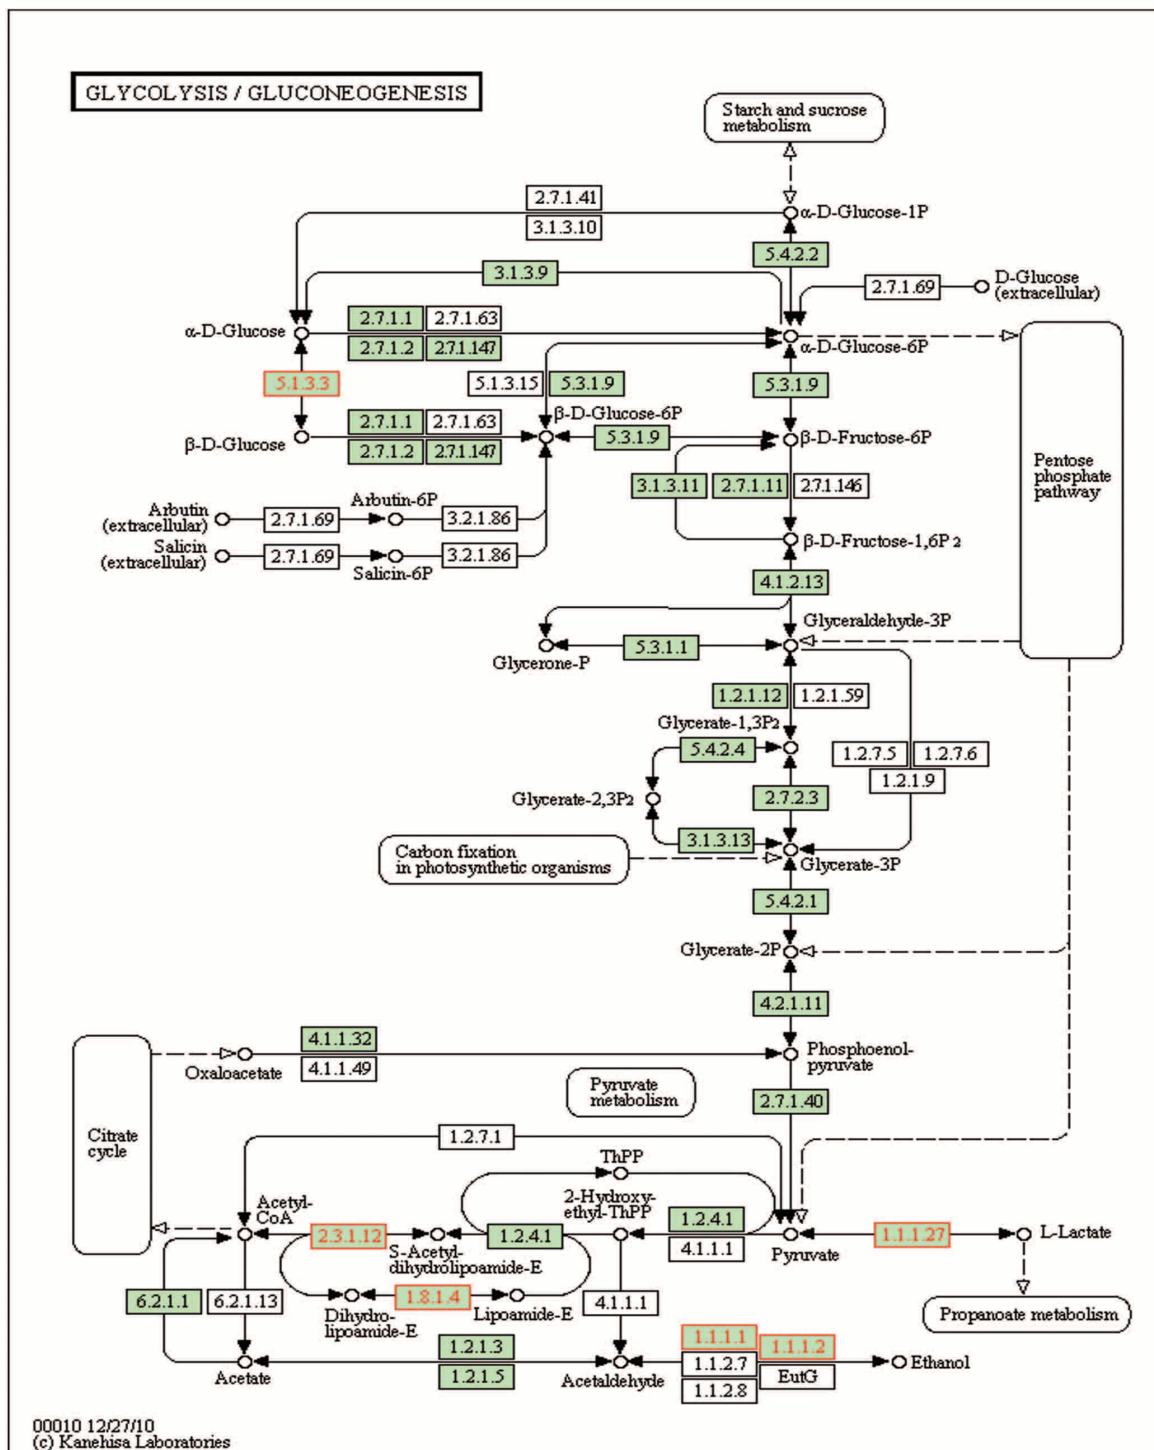 GLYCOLYSIS / GLUCONEOGENESIS
Starch and sucrose
metabolism
2.7.1.41
α-D-Glucose-1P
3.1.3.10
5.4.2.2
3.1.3.9
2.7.1.69
D-Glucose
(extracellular)
α-D-Glucose
2.7.1.1
2.7.1.63
2.7.1.2
2.7.1.147
α-D-Glucose-6P
5.1.3.3
5.1.3.15
5.3.1.9
5.3.1.9
β-D-Glucose-6P
β-D-Glucose
2.7.1.1
2.7.1.63
2.7.1.2
2.7.1.147
5.3.1.9
β-D-Fructose-6P
Pentose
phosphate
pathway
3.1.3.11
2.7.1.11
2.7.1.146
Arbutin
(extracellular)
2.7.1.69
Arbutin-6P
3.2.1.86
Salicin
(extracellular)
2.7.1.69
Salicin-6P
3.2.1.86
β-D-Fructose-1,6P2
4.1.2.13
Glyceraldehyde-3P
Glycerone-P
5.3.1.1
1.2.1.12
1.2.1.59
Glycerate-1,3P2
5.4.2.4
1.2.7.5
1.2.7.6
1.2.1.9
Glycerate-2,3P2
2.7.2.3
3.1.3.13
Carbon fixation
in photosynthetic organisms
Glycerate-3P
5.4.2.1
Glycerate-2P
4.2.1.11
4.1.1.32
Oxaloacetate
4.1.1.49
Phosphoenol-
pyruvate
Pyruvate
metabolism
2.7.1.40
Citrate
cycle
1.2.7.1
ThPP
2-Hydroxy-
ethyl-ThPP
Acetyl-
CoA
2.3.1.12
S-Acetyl-
dihydrolipoamide-E
1.2.4.1
1.2.4.1
4.1.1.1
Pyruvate
1.1.1.27
L-Lactate
6.2.1.1
6.2.1.13
Dihydro-
lipoamide-E
1.8.1.4
Lipoamide-E
4.1.1.1
Propanoate metabolism
Acetate
1.2.1.3
1.2.1.5
Acetaldehyde
1.1.1.1
1.1.1.2
1.1.2.7
EutG
1.1.2.8
Ethanol
00010 12/27/10
(c) Kanehisa Laboratories